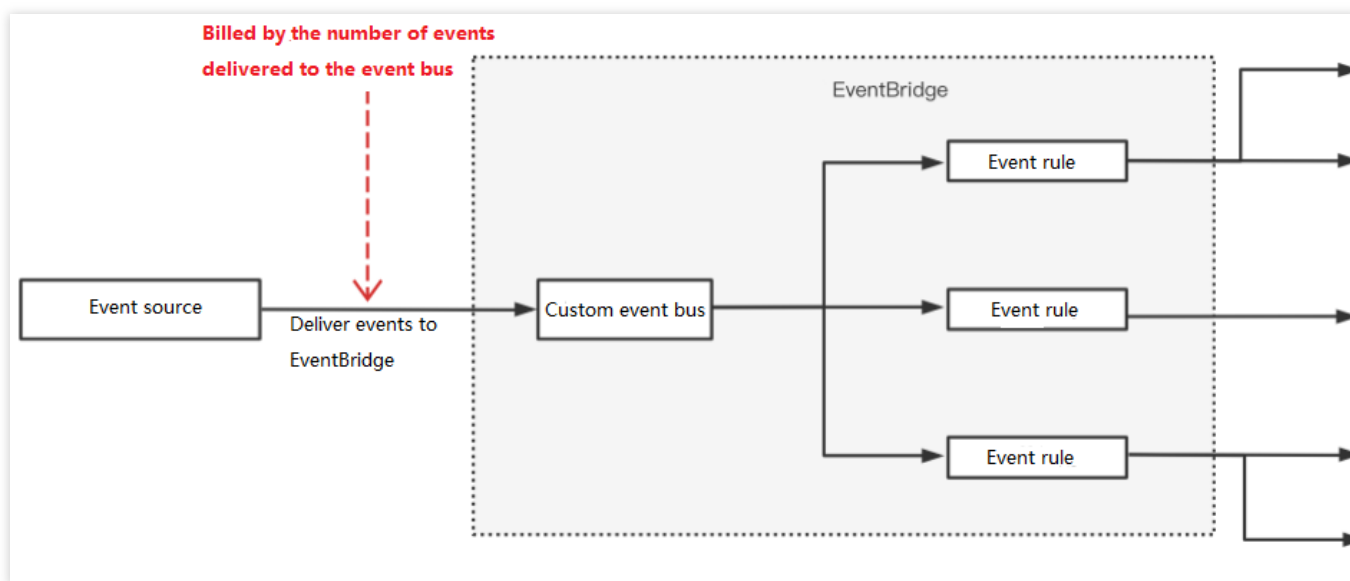 Billed by the number of events
delivered to the event bus
EventBridge
Event rule
Event source
Deliver events to
EventBridge
Custom event bus
Event rule
Event rule